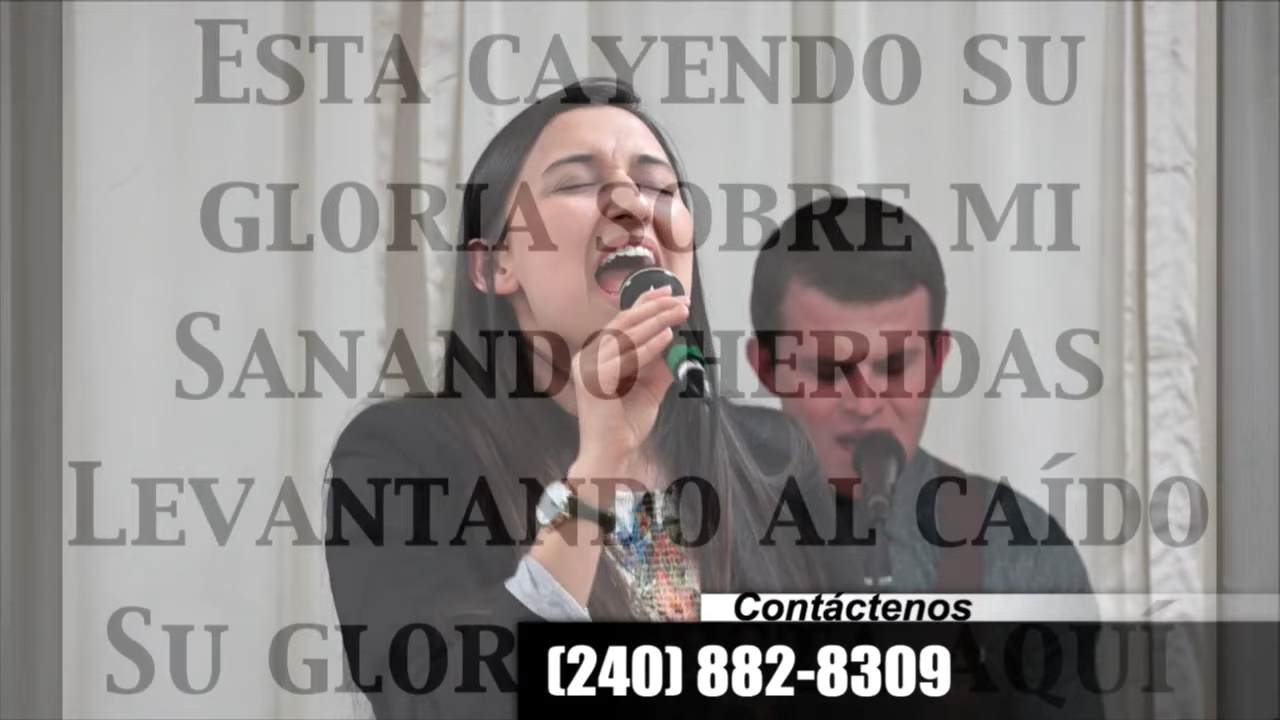 ESTA CAYENDO SU
GLORIA SOBRE MI
SANANDO HERIDAS
LEVANTANDO AL CAÍDO
SU GLOR AQUÍ
Contáctenos
(240) 882-8309